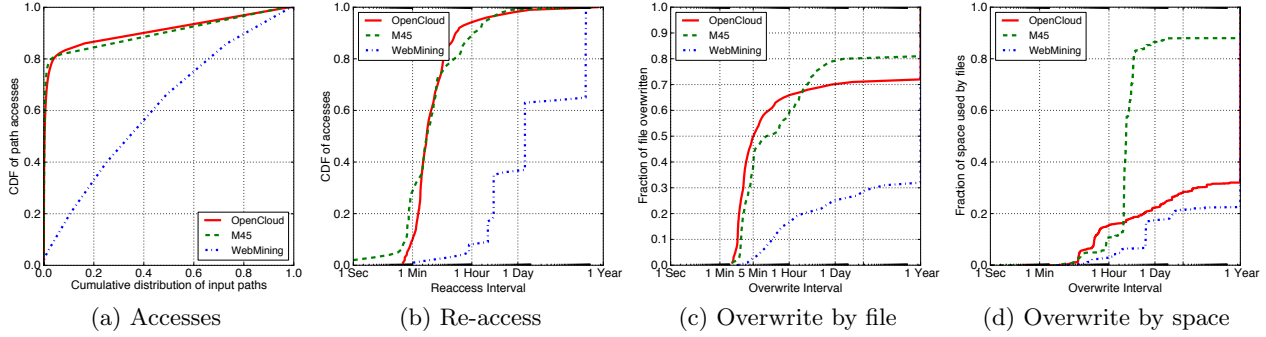 CDF of path accesses
1.0
0.8
0.6
0.4
0.2
0.0
0.0 0.2 0.4 0.6 0.8 1.0
OpenCloud
M45
WebMining
Cumulative distribution of input paths
(a) Accesses
CDF of accesses
1.0
0.8
0.6
0.4
0.2
0.0
1 Sec 1 Min 1 Hour 1 Day 1 Year
OpenCloud
M45
WebMining
Reaccess Interval
(b) Re-access
Fraction of file overwritten
1.0
0.9
0.8
0.7
0.6
0.5
0.4
0.3
0.2
0.1
0.0
1 Sec 1 Min 5 Min 1 Hour 1 Day 1 Year
OpenCloud
M45
WebMining
Overwrite Interval
(c) Overwrite by file
Fraction of space used by files
1.0
0.8
0.6
0.4
0.2
0.0
1 Sec 1 Min 1 Hour 1 Day 1 Year
OpenCloud
M45
WebMining
Overwrite Interval
(d) Overwrite by space